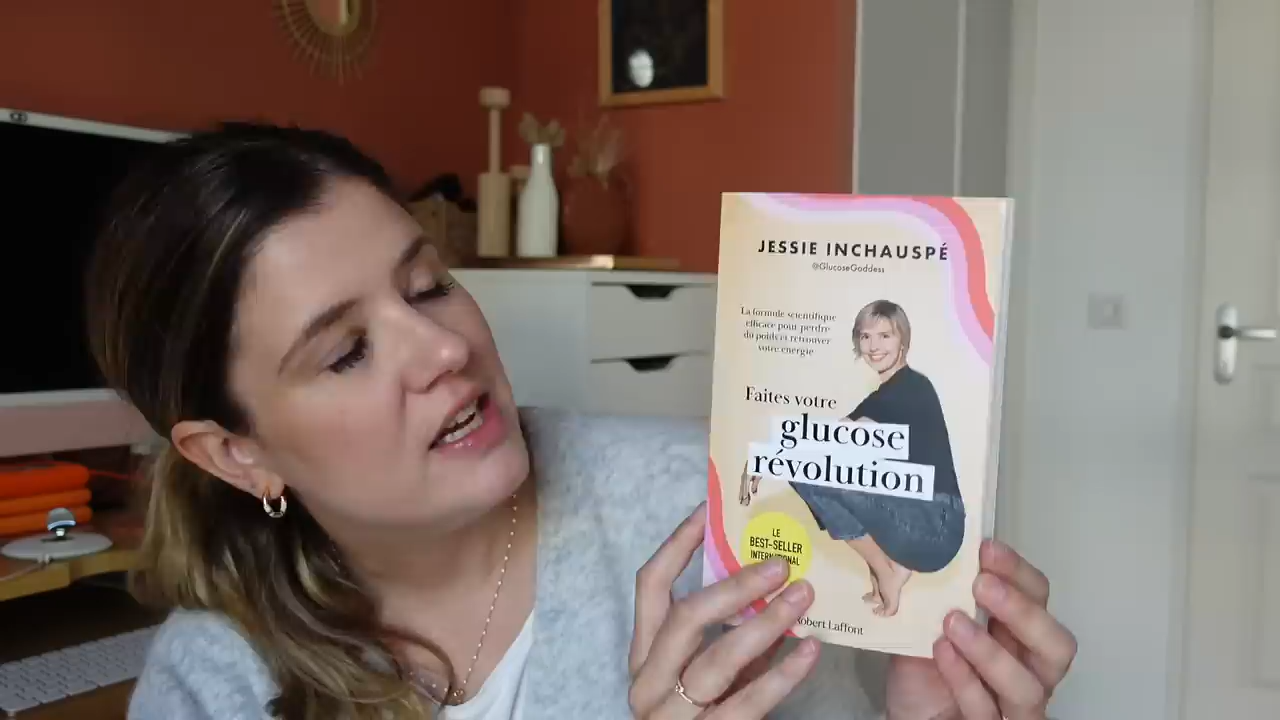 JESSIE INCHAUSPÉ
@GlucoseGoddess
La formule scientifique
efficace pour perdre
du poids et retrouver
votre énergie
Faites votre
glucose
révolution
LE
BEST-SELLER
Robert Laffont